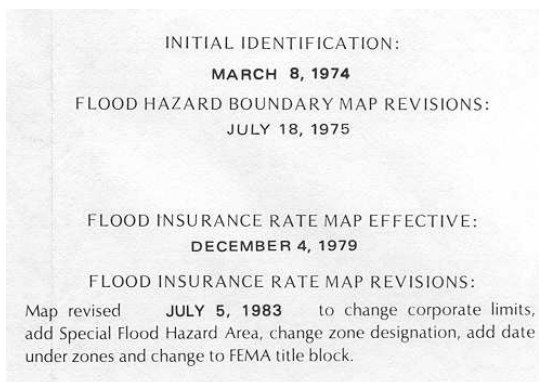 INITIAL IDENTIFICATION:
MARCH 8, 1974
FLOOD HAZARD BOUNDARY MAP REVISIONS:
JULY 18, 1975
FLOOD INSURANCE RATE MAP EFFECTIVE:
DECEMBER 4, 1979
FLOOD INSURANCE RATE MAP REVISIONS:
Map revised JULY 5, 1983 to change corporate limits,
add Special Flood Hazard Area, change zone designation, add date
under zones and change to FEMA title block.